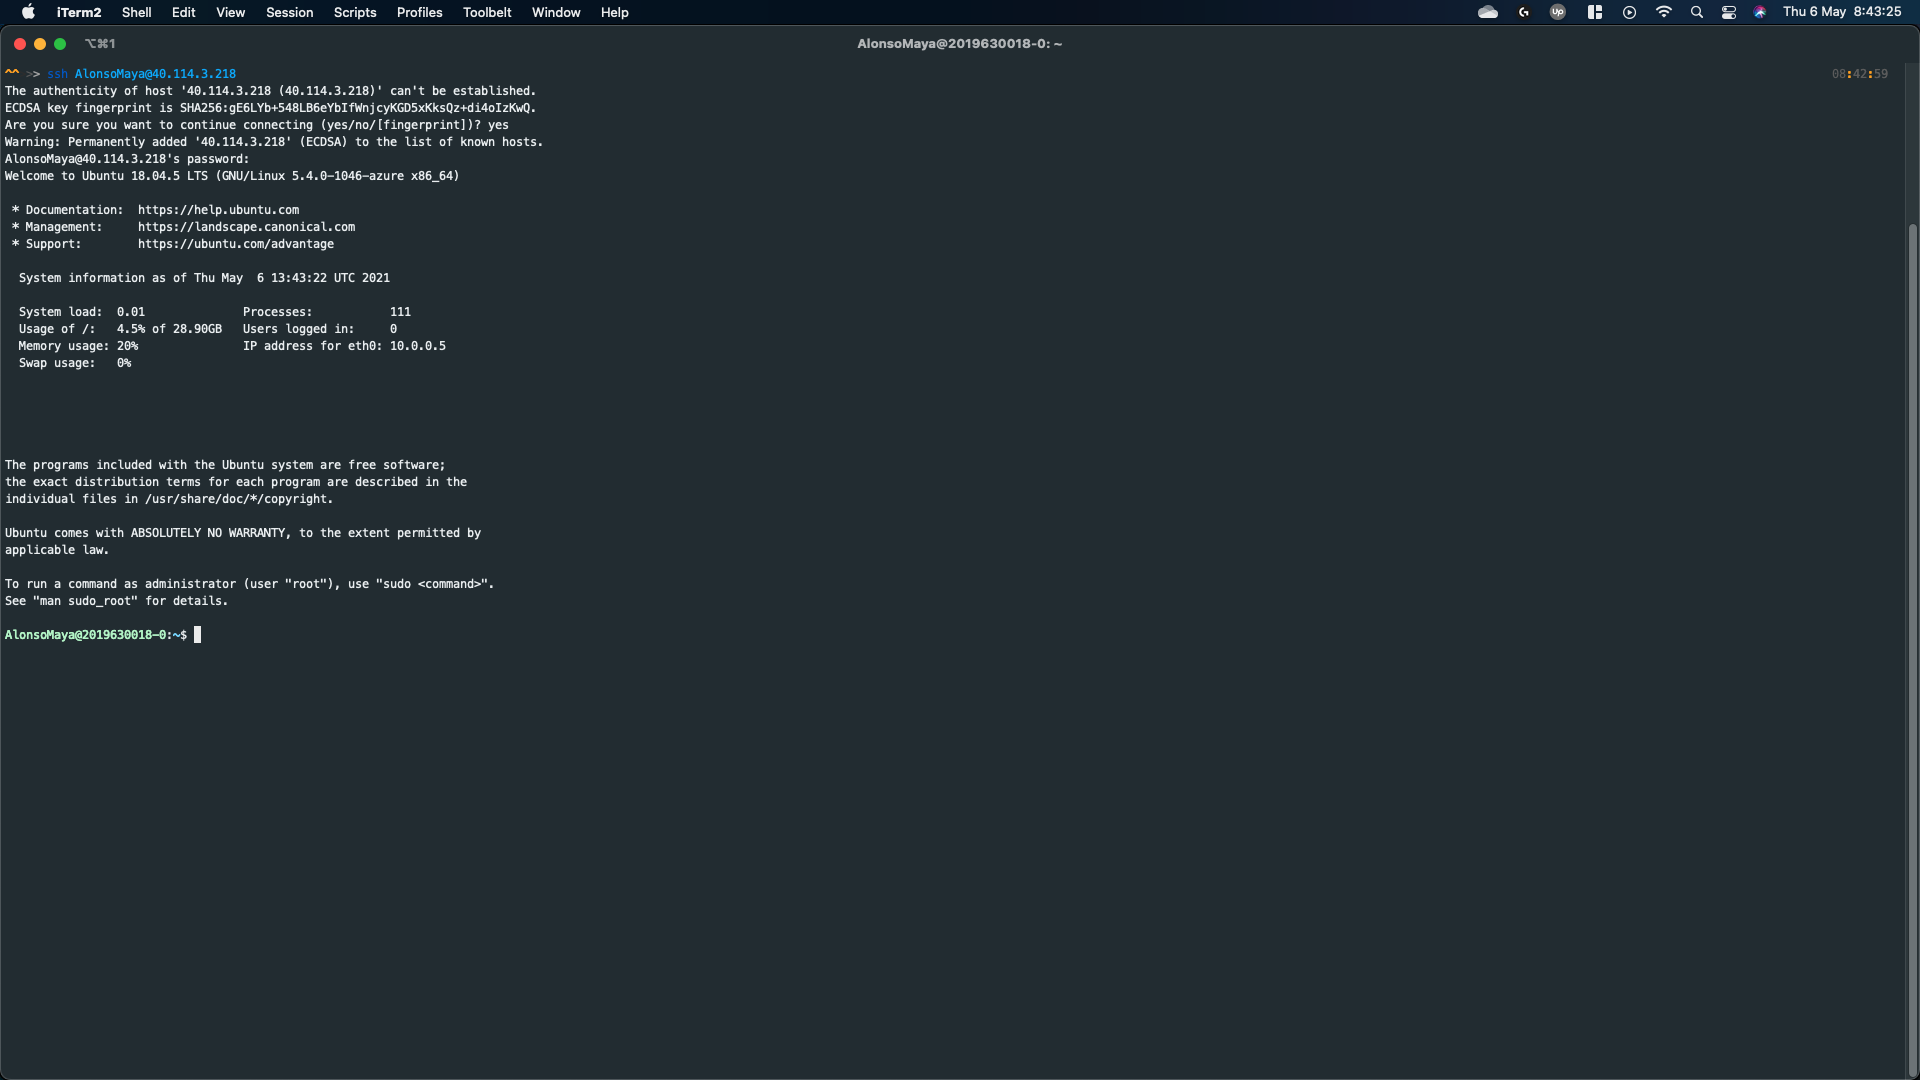 iTerm2 Shell Edit View Session Scripts Profiles Toolbelt Window Help Thu 6 May 8:43:25
⌥⌘1 AlonsoMaya@2019630018-0: ~
^^ >> ssh AlonsoMaya@40.114.3.218 08:42:59
The authenticity of host '40.114.3.218 (40.114.3.218)' can't be established.
ECDSA key fingerprint is SHA256:gE6LYb+548LB6eYbIfWnjcyKGD5xKksQz+di4oIzKwQ.
Are you sure you want to continue connecting (yes/no/[fingerprint])? yes
Warning: Permanently added '40.114.3.218' (ECDSA) to the list of known hosts.
AlonsoMaya@40.114.3.218's password:
Welcome to Ubuntu 18.04.5 LTS (GNU/Linux 5.4.0-1046-azure x86_64)
* Documentation: https://help.ubuntu.com
* Management: https://landscape.canonical.com
* Support: https://ubuntu.com/advantage
System information as of Thu May 6 13:43:22 UTC 2021
System load: 0.01 Processes: 111
Usage of /: 4.5% of 28.90GB Users logged in: 0
Memory usage: 20% IP address for eth0: 10.0.0.5
Swap usage: 0%
The programs included with the Ubuntu system are free software;
the exact distribution terms for each program are described in the
individual files in /usr/share/doc/*/copyright.
Ubuntu comes with ABSOLUTELY NO WARRANTY, to the extent permitted by
applicable law.
To run a command as administrator (user "root"), use "sudo <command>".
See "man sudo_root" for details.
AlonsoMaya@2019630018-0:~$